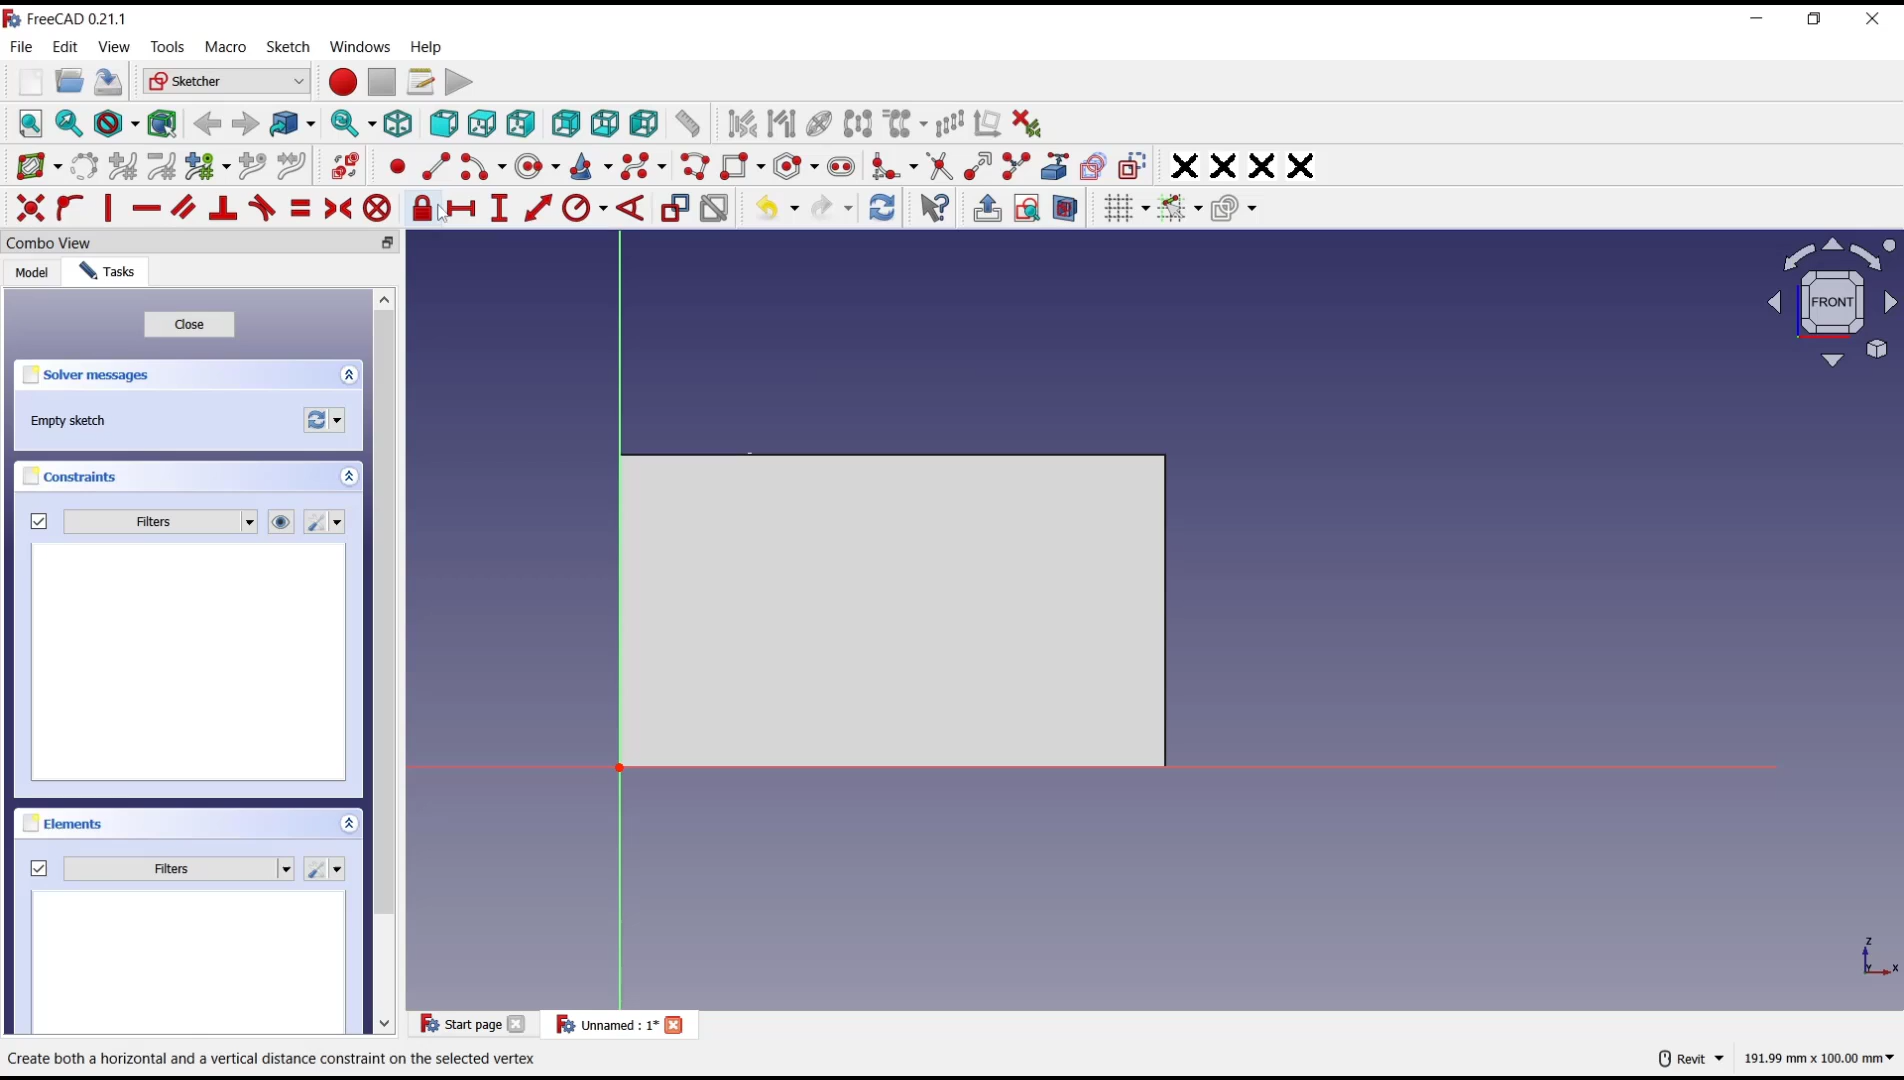 FreeCAD 0.21.1
File Edit View Tools Macro Sketch Windows Help
Sketcher
Combo View
Model Tasks
Close
Solver messages
Empty sketch
Constraints
Filters
Elements
Filters
FRONT
Z
Y
X
Start page Unnamed : 1*
Create both a horizontal and a vertical distance constraint on the selected vertex
Revit 191.99 mm x 100.00 mm